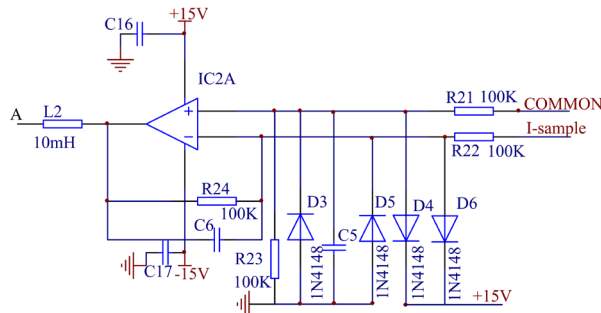 C16
+15V
IC2A
R21 100K
COMMON
A
L2
10mH
+
−
I-sample
R22 100K
R24
100K
D3
D5
D4
D6
C6
C5
R23
100K
C17
-15V
1N4148
1N4148
1N4148
1N4148
+15V